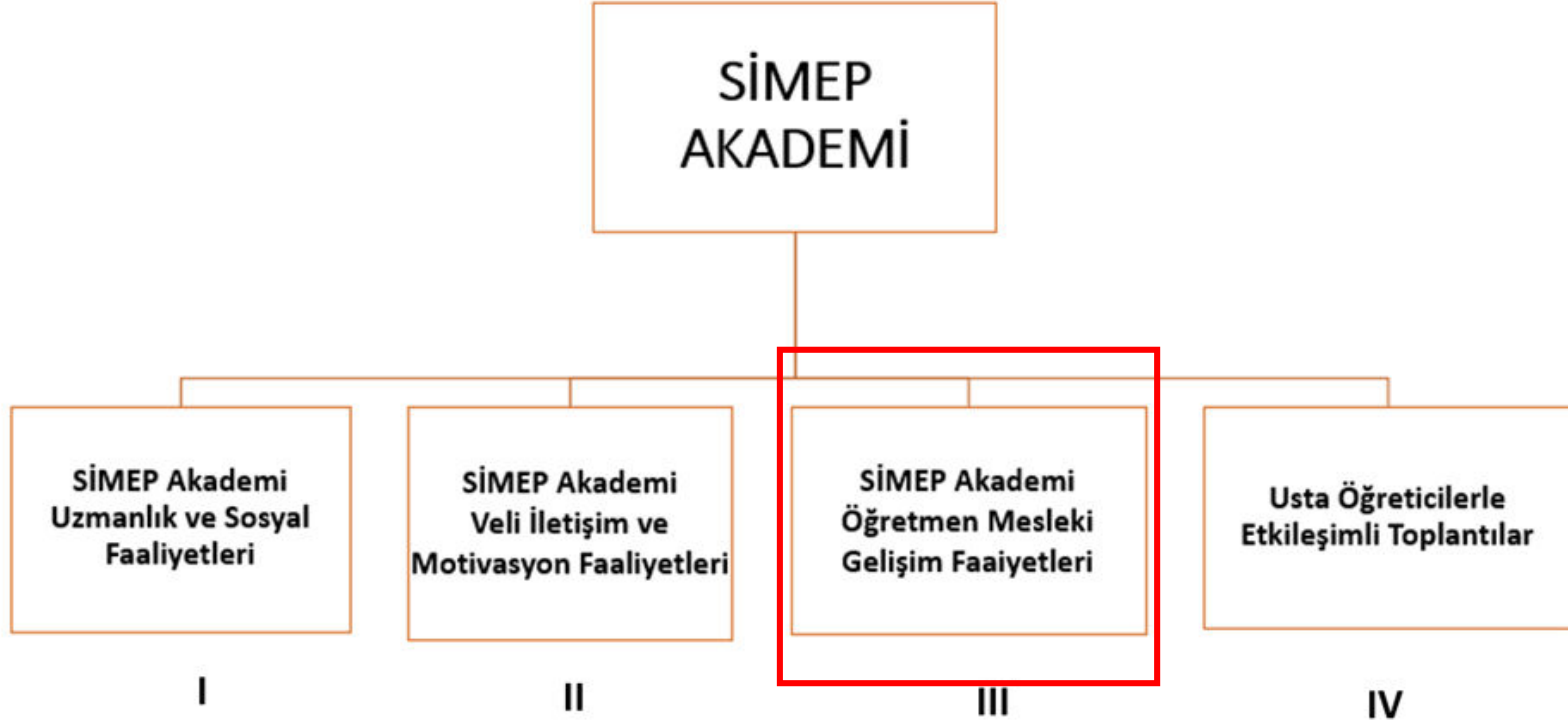 SİMEP
AKADEMİ
SİMEP Akademi
Uzmanlık ve Sosyal
Faaliyetleri
SİMEP Akademi
Veli İletişim ve
Motivasyon Faaliyetleri
SİMEP Akademi
Öğretmen Mesleki
Gelişim Faaiyetleri
Usta Öğreticilerle
Etkileşimli Toplantılar
I
II
III
IV